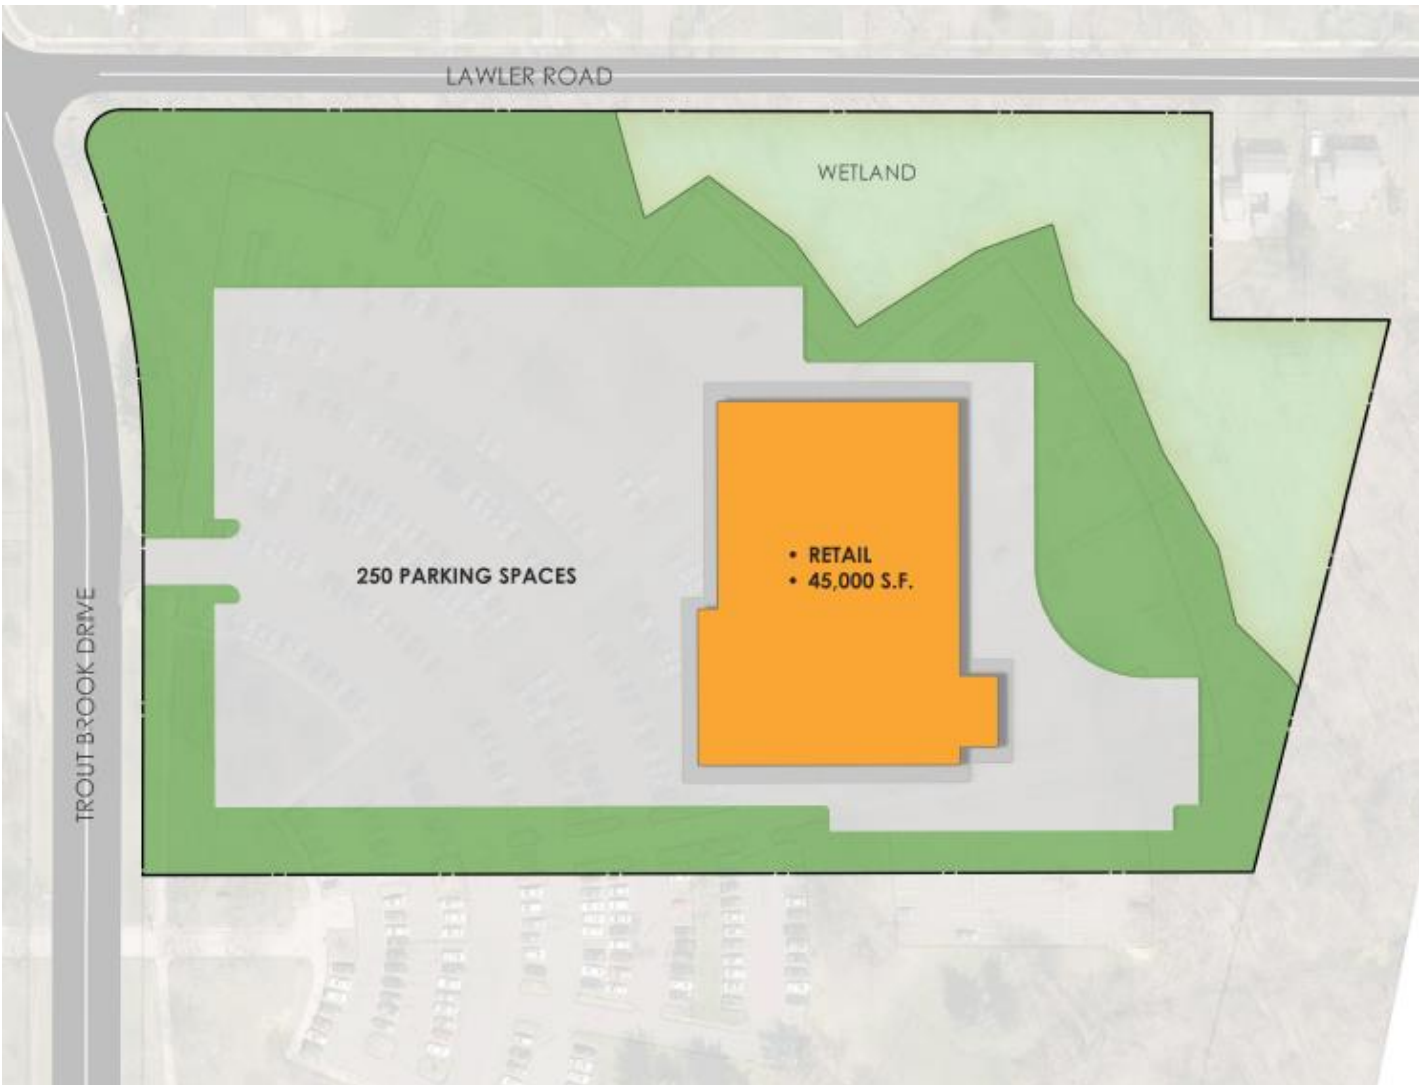 LAWLER ROAD
WETLAND
• RETAIL
• 45,000 S.F.
250 PARKING SPACES
TROUT BROOK DRIVE